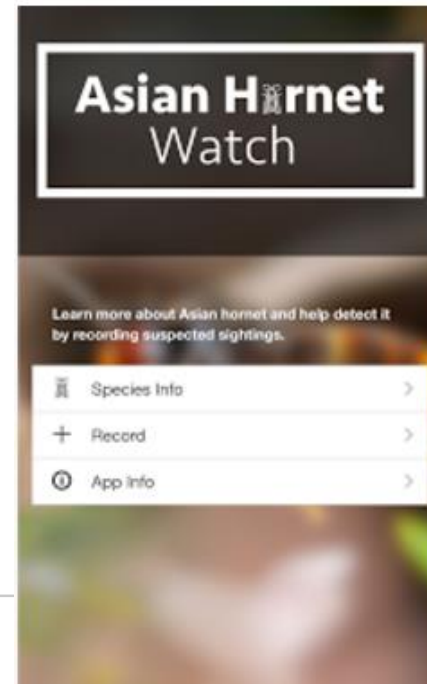 Asian Hornet
Watch
Learn more about Asian hornet and help detect it
by recording suspected sightings.
Species Info
Record
App Info